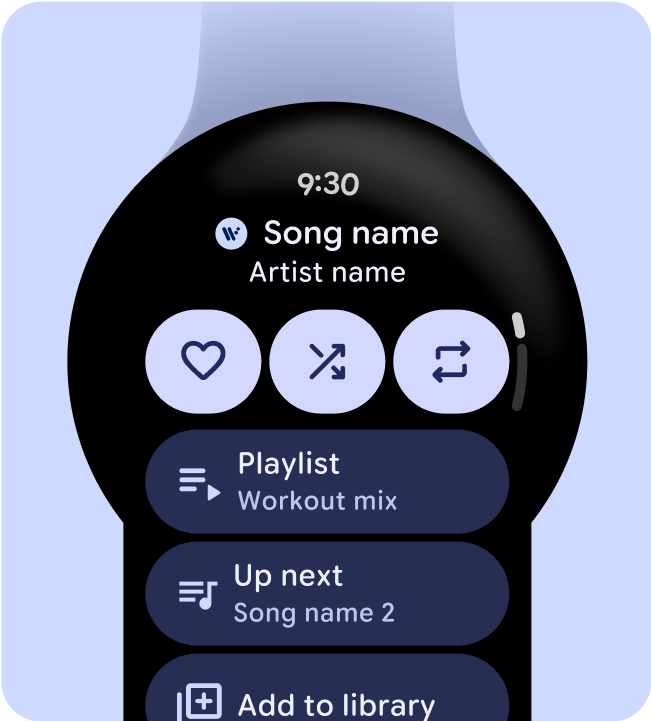 9:30
Song name
Artist name
Playlist
Workout mix
Up next
Song name 2
Add to library